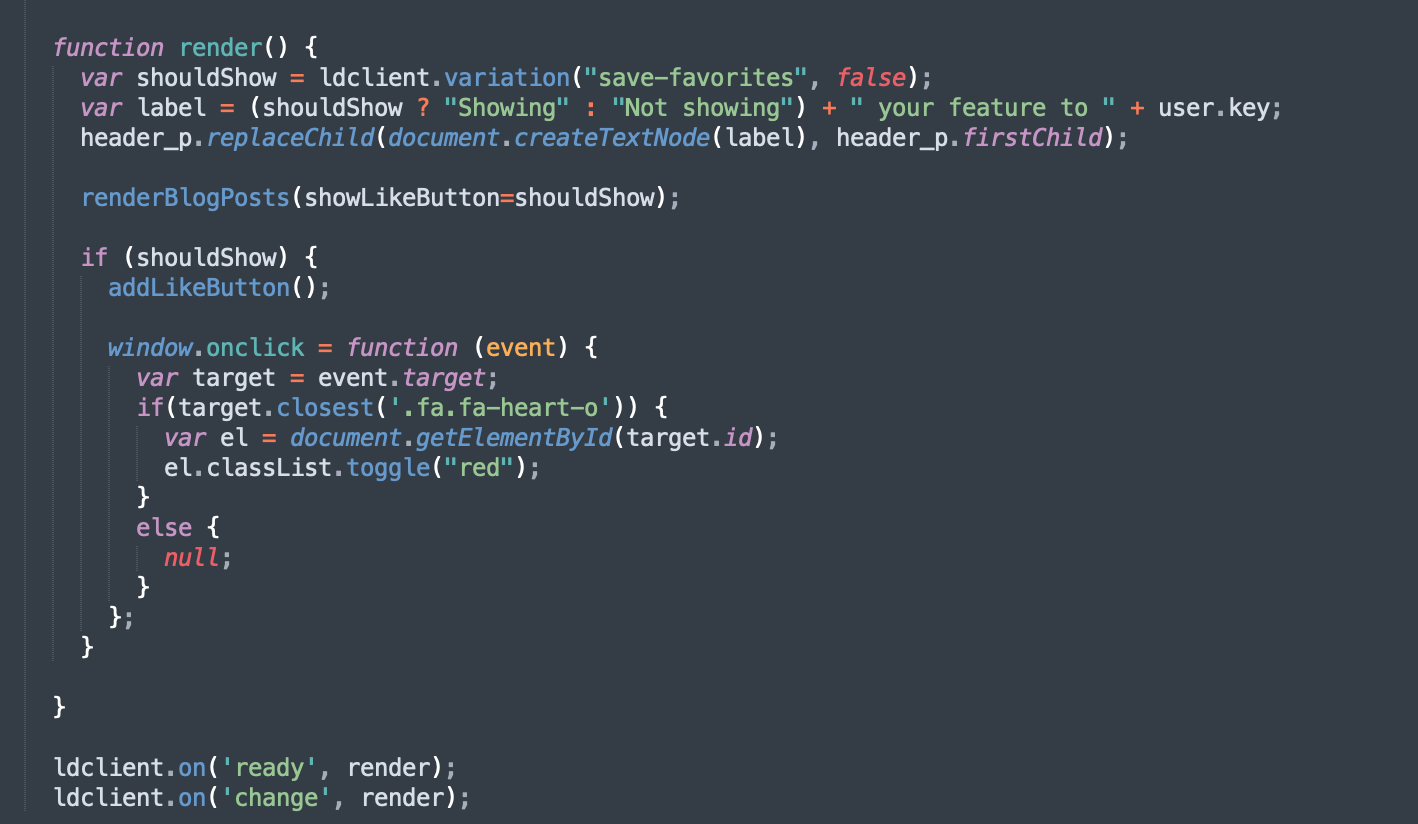 function render() {
  var shouldShow = ldclient.variation("save-favorites", false);
  var label = (shouldShow ? "Showing" : "Not showing") + " your feature to " + user.key;
  header_p.replaceChild(document.createTextNode(label), header_p.firstChild);

  renderBlogPosts(showLikeButton=shouldShow);

  if (shouldShow) {
    addLikeButton();

    window.onclick = function (event) {
      var target = event.target;
      if(target.closest('.fa.fa-heart-o')) {
        var el = document.getElementById(target.id);
        el.classList.toggle("red");
      }
      else {
        null;
      }
    };
  }

}

ldclient.on('ready', render);
ldclient.on('change', render);